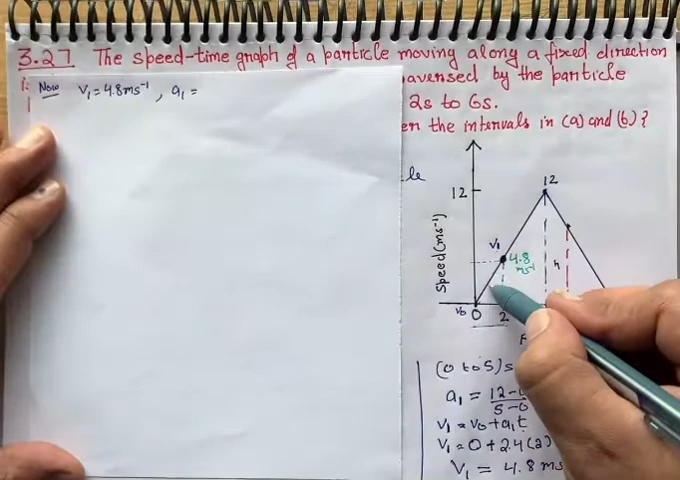 3.27 The speed-time graph of a particle moving along a fixed direction
aversed by the particle
2s to 6s.
the intervals in (a) and (b)?
Now V₁ = 4.8ms⁻¹ , a₁ =
Speed(ms⁻¹)
12
12
V₁
4.8
ms⁻¹
V₀ 0 2
(0 to 5)s
a₁ = 12-
5-0
V₁ = V₀ + a₁t
V₁ = 0 + 2.4(2)
V₁ = 4.8 ms